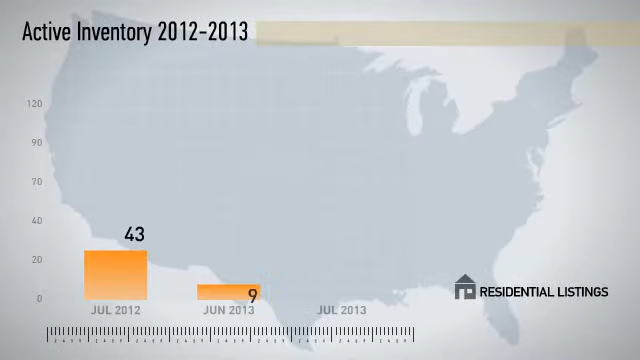 Active Inventory 2012-2013
120
90
70
40
20
0
43
9
JUL 2012
JUN 2013
JUL 2013
RESIDENTIAL LISTINGS